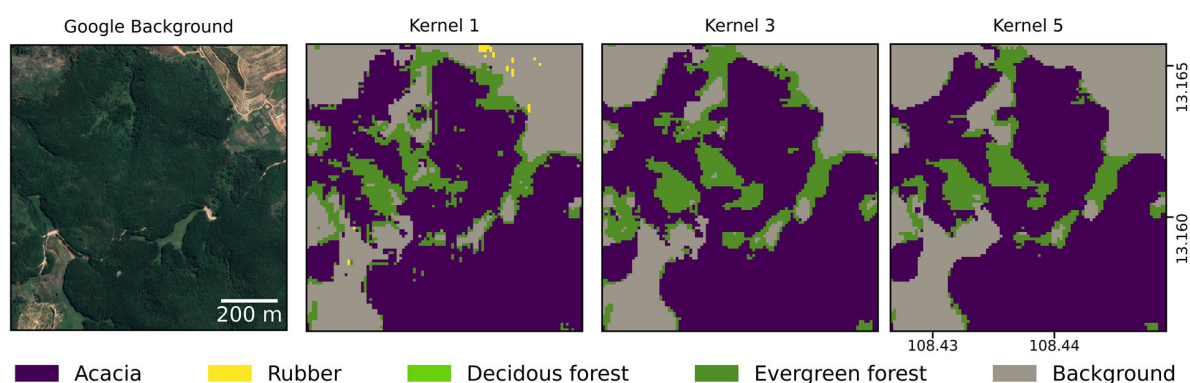 Google Background
Kernel 1
Kernel 3
Kernel 5
200 m
13.165
13.160
108.43
108.44
Acacia
Rubber
Decidous forest
Evergreen forest
Background